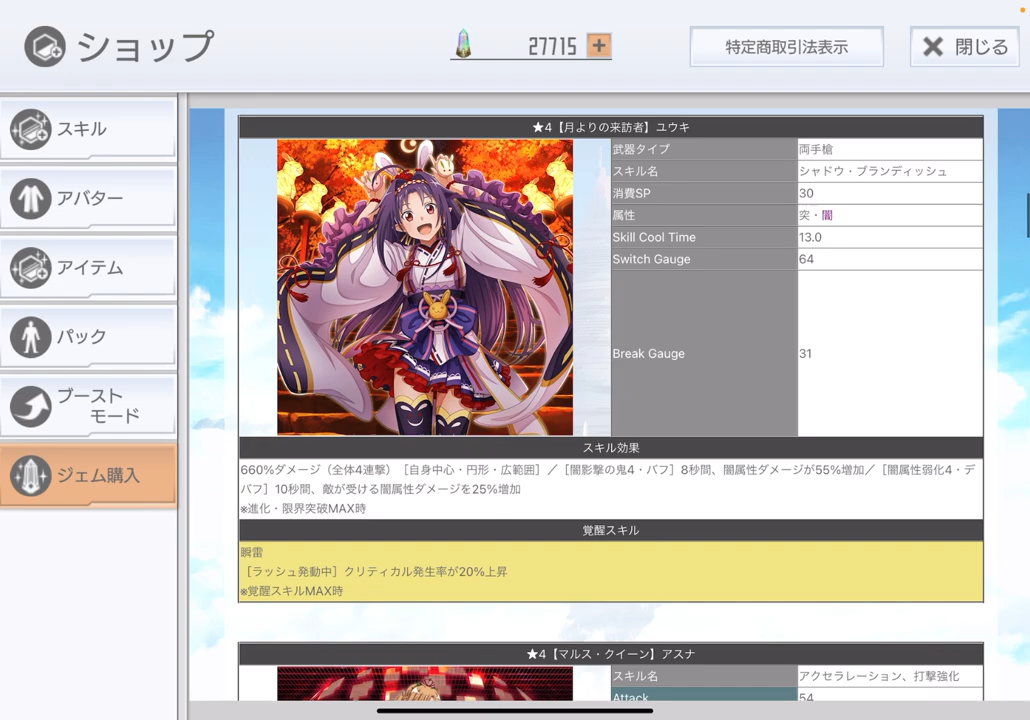 ショップ
27715
特定商取引法表示
閉じる
スキル
アバター
アイテム
パック
ブースト
モード
ジェム購入
★4【月よりの来訪者】ユウキ
武器タイプ 両手槍
スキル名 シャドウ・ブランディッシュ
消費SP 30
属性 突・闇
Skill Cool Time 13.0
Switch Gauge 64
Break Gauge 31
スキル効果
660%ダメージ（全体4連撃）［自身中心・円形・広範囲］／［闇影撃の鬼4・バフ］8秒間、闇属性ダメージが55%増加／［闇属性弱化4・デ
バフ］10秒間、敵が受ける闇属性ダメージを25%増加
※進化・限界突破MAX時
覚醒スキル
瞬雷
［ラッシュ発動中］クリティカル発生率が20%上昇
※覚醒スキルMAX時
★4【マルス・クイーン】アスナ
スキル名 アクセラレーション、打撃強化
Attack 54